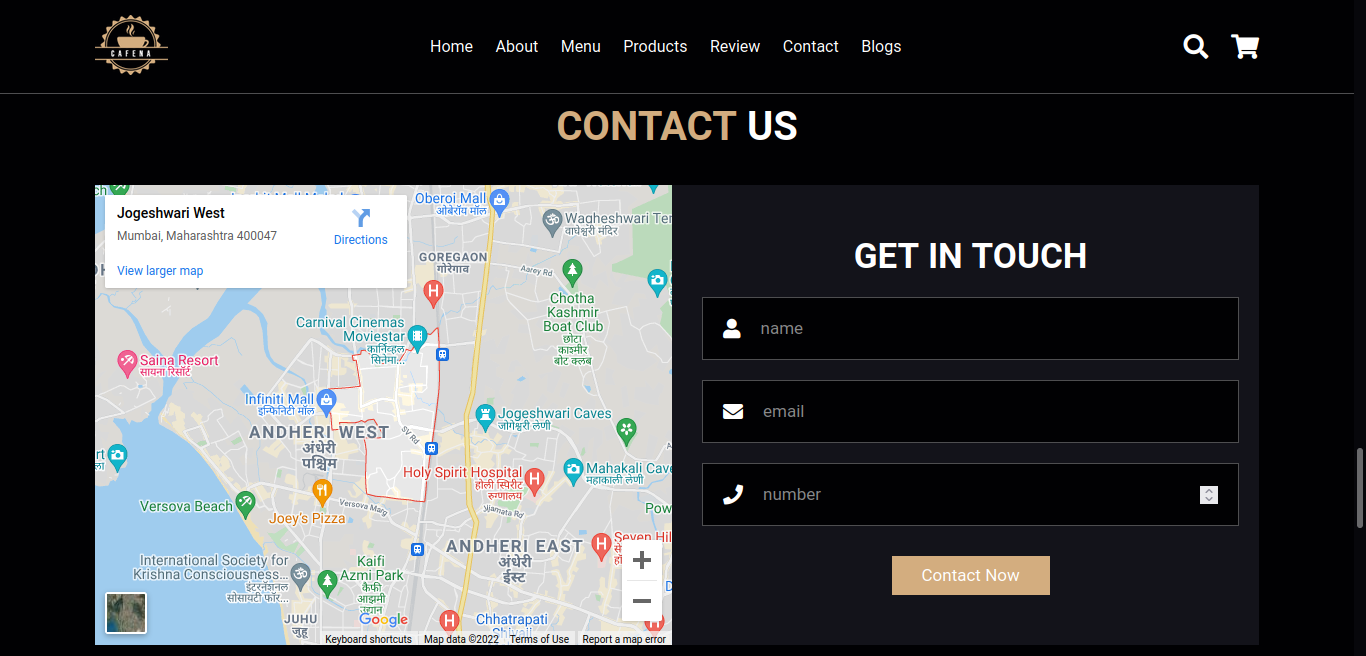 CAFENA
Home About Menu Products Review Contact Blogs
CONTACT US
Jogeshwari West
Mumbai, Maharashtra 400047
Directions
View larger map
Oberoi Mall
ओबेरॉय मॉल
Wagheshwari Ter
वाघेश्वरी मंदिर
GOREGAON
गोरेगाव
Aarey Rd
Chotha
Kashmir
Boat Club
छोटा
काश्मीर
बोट क्लब
Carnival Cinemas
Moviestar
कार्निव्हल
सिनेमा...
Saina Resort
सायना रिसॉर्ट
Infiniti Mall
इन्फिनिटी मॉल
Jogeshwari Caves
जोगेश्वरी लेणी
SV Rd
ANDHERI WEST
अंधेरी
पश्चिम
Holy Spirit Hospital
होली स्पिरीट
रुग्णालय
Mahakali Cave
महाकाली लेणी
Versova Beach
Joey's Pizza
Versova Marg
Pow
Seven Hil
ANDHERI EAST
अंधेरी
ईस्ट
International Society for
Krishna Consciousness...
इंटरनॅशनल
सोसायटी फॉर...
Kaifi
Azmi Park
कैफी
आझमी
उद्यान
JUHU
जुहू
Google
Chhatrapati
Keyboard shortcuts Map data ©2022 Terms of Use Report a map error
GET IN TOUCH
name
email
number
Contact Now